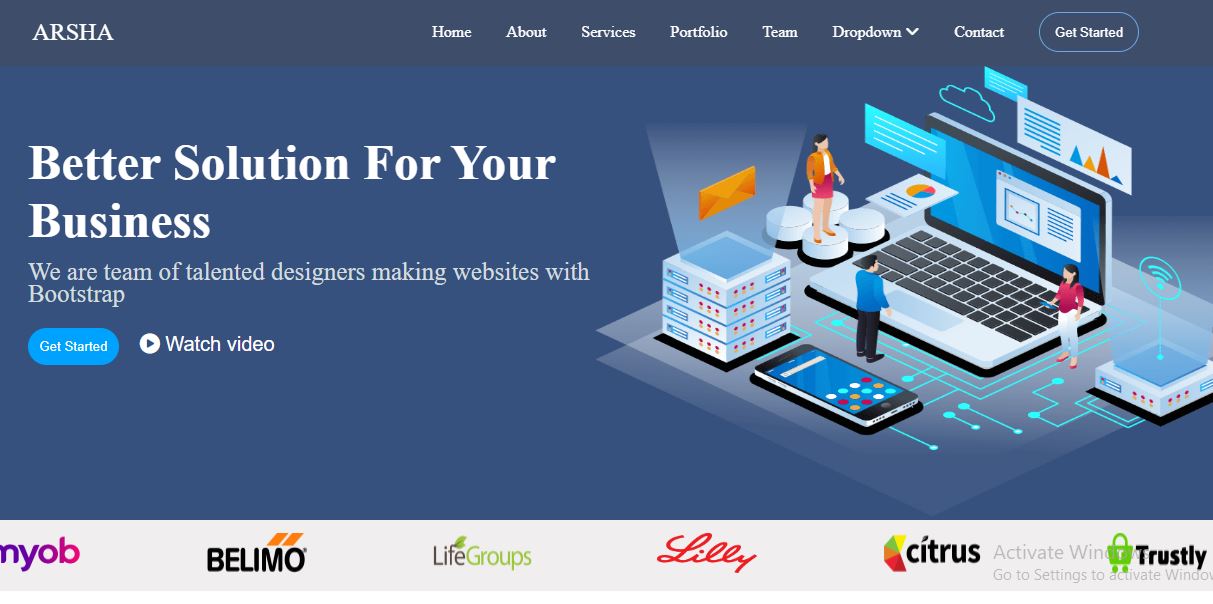 ARSHA
Home About Services Portfolio Team Dropdown Contact Get Started
Better Solution For Your
Business
We are team of talented designers making websites with
Bootstrap
Get Started Watch video
myob BELIMO LifeGroups Lilly citrus Trustly
Activate Windows
Go to Settings to activate Window